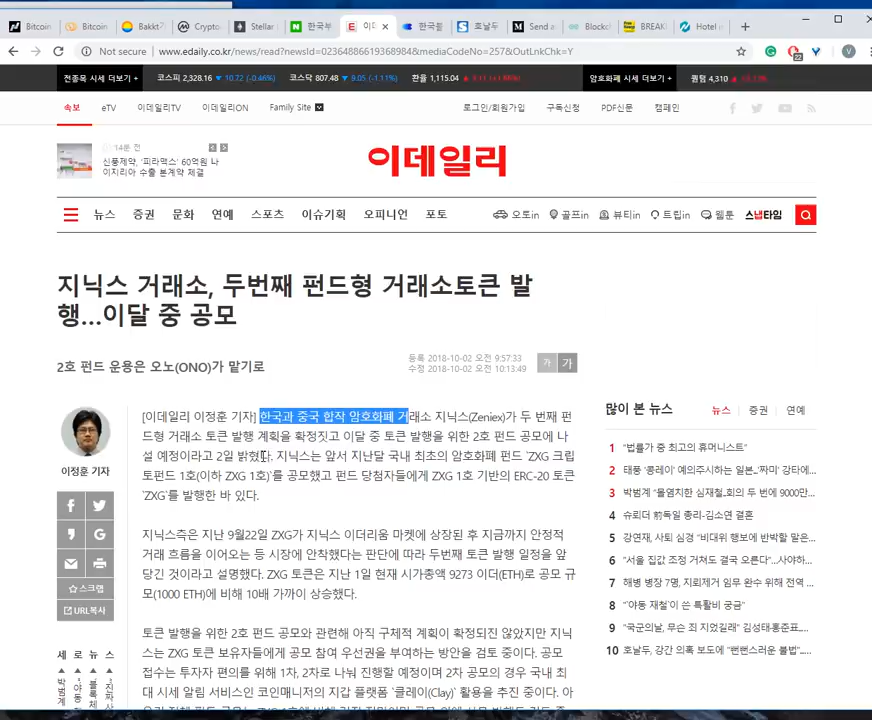 Bitcoin
Bitcoin
Bakkt
Crypto
Stellar
한국부
이데
한국블
호날두
Send a
Blockc
BREAKI
Hotel i
Not secure
www.edaily.co.kr/news/read?newsId=02364886619368984&mediaCodeNo=257&OutLnkChk=Y
전종목 시세 더보기 +
코스피 2,328.16 ▼ 10.72 (-0.46%)
코스닥 807.48 ▼ 9.05 (-1.11%)
환율 1,115.04
암호화폐 시세 더보기 +
퀀텀 4,310
속보
eTV
이데일리TV
이데일리ON
Family Site
로그인/회원가입
구독신청
PDF신문
캠페인
14분 전
신풍제약, '피라맥스' 60억원 나
이지리아 수출 분계약 체결
이데일리
뉴스
증권
문화
연예
스포츠
이슈기획
오피니언
포토
오토in
골프in
뷰티in
트립in
웹툰
스냅타임
지닉스 거래소, 두번째 펀드형 거래소토큰 발
행…이달 중 공모
2호 펀드 운용은 오노(ONO)가 맡기로
등록 2018-10-02 오전 9:57:33
수정 2018-10-02 오전 10:13:49
가
가
이정훈 기자
[이데일리 이정훈 기자] 한국과 중국 합작 암호화폐 거래소 지닉스(Zeniex)가 두 번째 펀
드형 거래소 토큰 발행 계획을 확정짓고 이달 중 토큰 발행을 위한 2호 펀드 공모에 나
설 예정이라고 2일 밝혔다. 지닉스는 앞서 지난달 국내 최초의 암호화폐 펀드 `ZXG 크립
토펀드 1호(이하 ZXG 1호)`를 공모했고 펀드 당첨자들에게 ZXG 1호 기반의 ERC-20 토큰
`ZXG`를 발행한 바 있다.
지닉스측은 지난 9월22일 ZXG가 지닉스 이더리움 마켓에 상장된 후 지금까지 안정적
거래 흐름을 이어오는 등 시장에 안착했다는 판단에 따라 두번째 토큰 발행 일정을 앞
당긴 것이라고 설명했다. ZXG 토큰은 지난 1일 현재 시가총액 9273 이더(ETH)로 공모 규
모(1000 ETH)에 비해 10배 가까이 상승했다.
토큰 발행을 위한 2호 펀드 공모와 관련해 아직 구체적 계획이 확정되진 않았지만 지닉
스는 ZXG 토큰 보유자들에게 공모 참여 우선권을 부여하는 방안을 검토 중이다. 공모
접수는 투자자 편의를 위해 1차, 2차로 나눠 진행할 예정이며 2차 공모의 경우 국내 최
대 시세 알림 서비스인 코인매니저의 지갑 플랫폼 `클레이(Clay)` 활용을 추진 중이다. 아
☆스크랩
URL복사
세 로 뉴 스
많이 본 뉴스
뉴스
증권
연예
1 "법률가 중 최고의 휴머니스트"
2 태풍 '콩레이' 예의주시하는 일본..."짜미' 강타에...
3 박범계 "몰염치한 심재철...회의 두 번에 9000만...
4 슈뢰더 前독일 총리-김소연 결혼
5 강연재, 사퇴 심경 "비대위 행보에 반박할 말은...
6 "서울 집값 조정 거쳐도 결국 오른다"...사야하...
7 해병 병장 7명, 지뢰제거 임무 완수 위해 전역 ...
8 "'야동 재철'이 쓴 특활비 궁금"
9 "국군의날, 무슨 죄 지었길래" 김성태·홍준표...
10 호날두, 강간 의혹 보도에 "뻔뻔스러운 불법"...